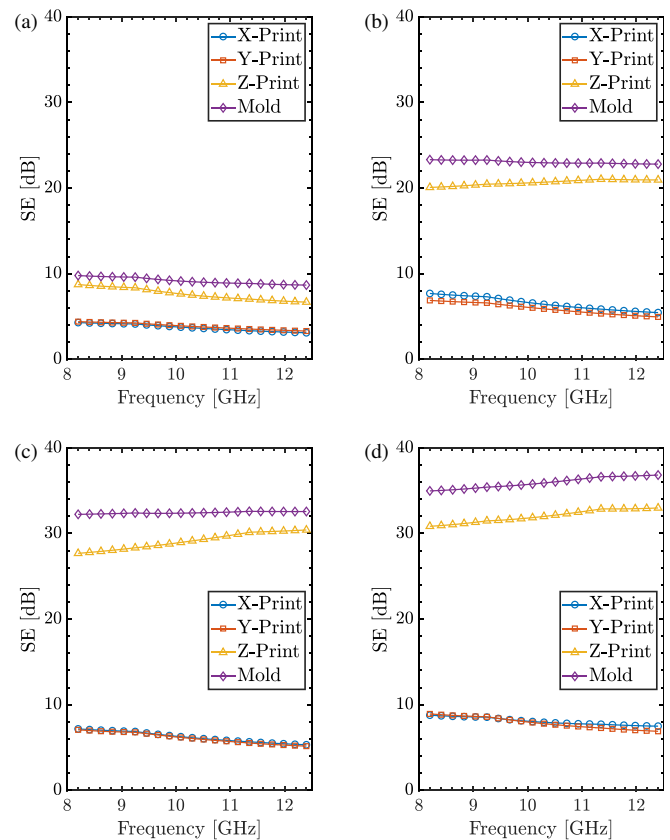 (a)
40
30
20
10
0
SE [dB]
X-Print
Y-Print
Z-Print
Mold
8 9 10 11 12
Frequency [GHz]
(b)
40
30
20
10
0
SE [dB]
X-Print
Y-Print
Z-Print
Mold
8 9 10 11 12
Frequency [GHz]
(c)
40
30
20
10
0
SE [dB]
X-Print
Y-Print
Z-Print
Mold
8 9 10 11 12
Frequency [GHz]
(d)
40
30
20
10
0
SE [dB]
X-Print
Y-Print
Z-Print
Mold
8 9 10 11 12
Frequency [GHz]